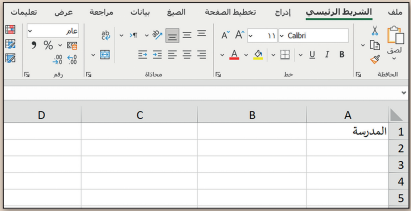 ملف الشريط الرئيسي إدراج تخطيط الصفحة الصيغ بيانات مراجعة عرض تعليمات
لصق Calibri ١١ عام
B I U A % 9
الحافظة خط محاذاة رقم
A B C D
1 المدرسة
2
3
4
5